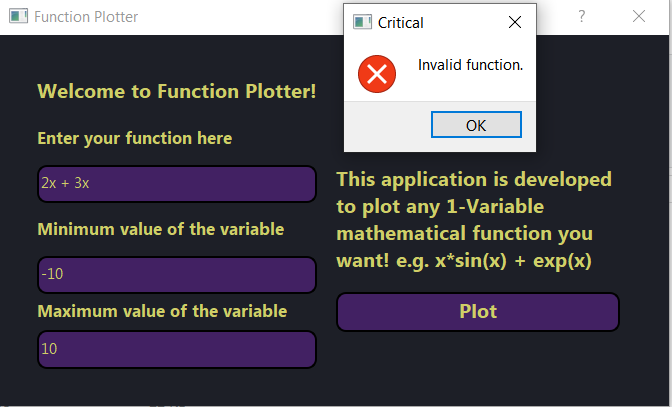 Function Plotter
?
Critical
Invalid function.
OK
Welcome to Function Plotter!
Enter your function here
2x + 3x
Minimum value of the variable
-10
Maximum value of the variable
10
This application is developed
to plot any 1-Variable
mathematical function you
want! e.g. x*sin(x) + exp(x)
Plot